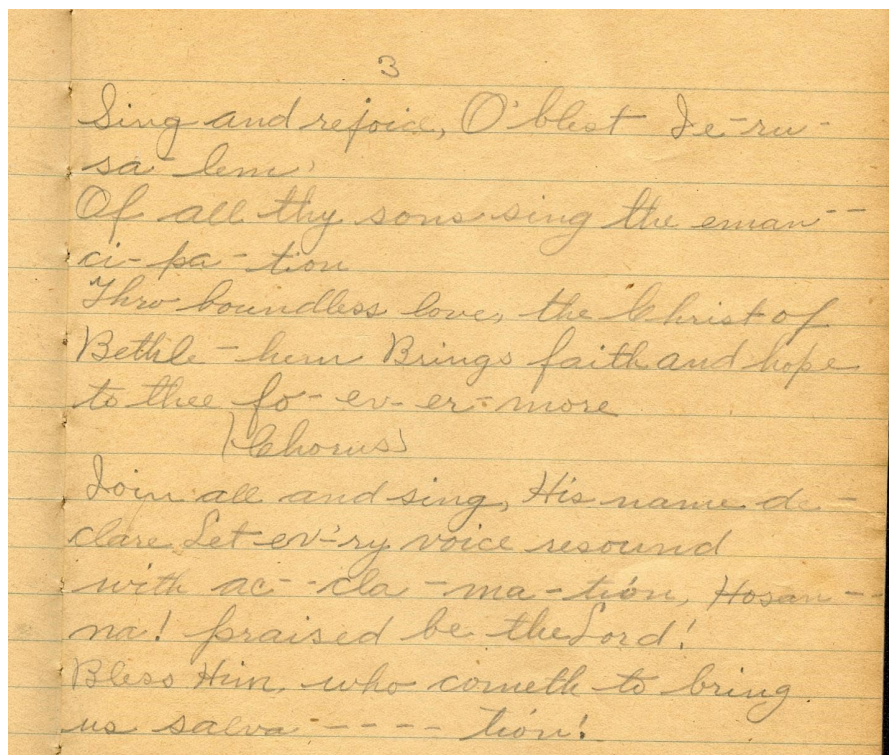 3
Sing and rejoice, O' blest Je-ru-
sa-lem,
Of all thy sons sing the eman--
ci-pa-tion
Thro boundless love, the Christ of
Bethle-hem Brings faith and hope
to thee fo-ev-er-more
(Chorus)
Join all and sing, His name de-
clare Let ev'-ry voice resound
with ac--cla-ma-tion, Hosan--
na! praised be the Lord!
Bless Him, who cometh to bring
us salva----tion!